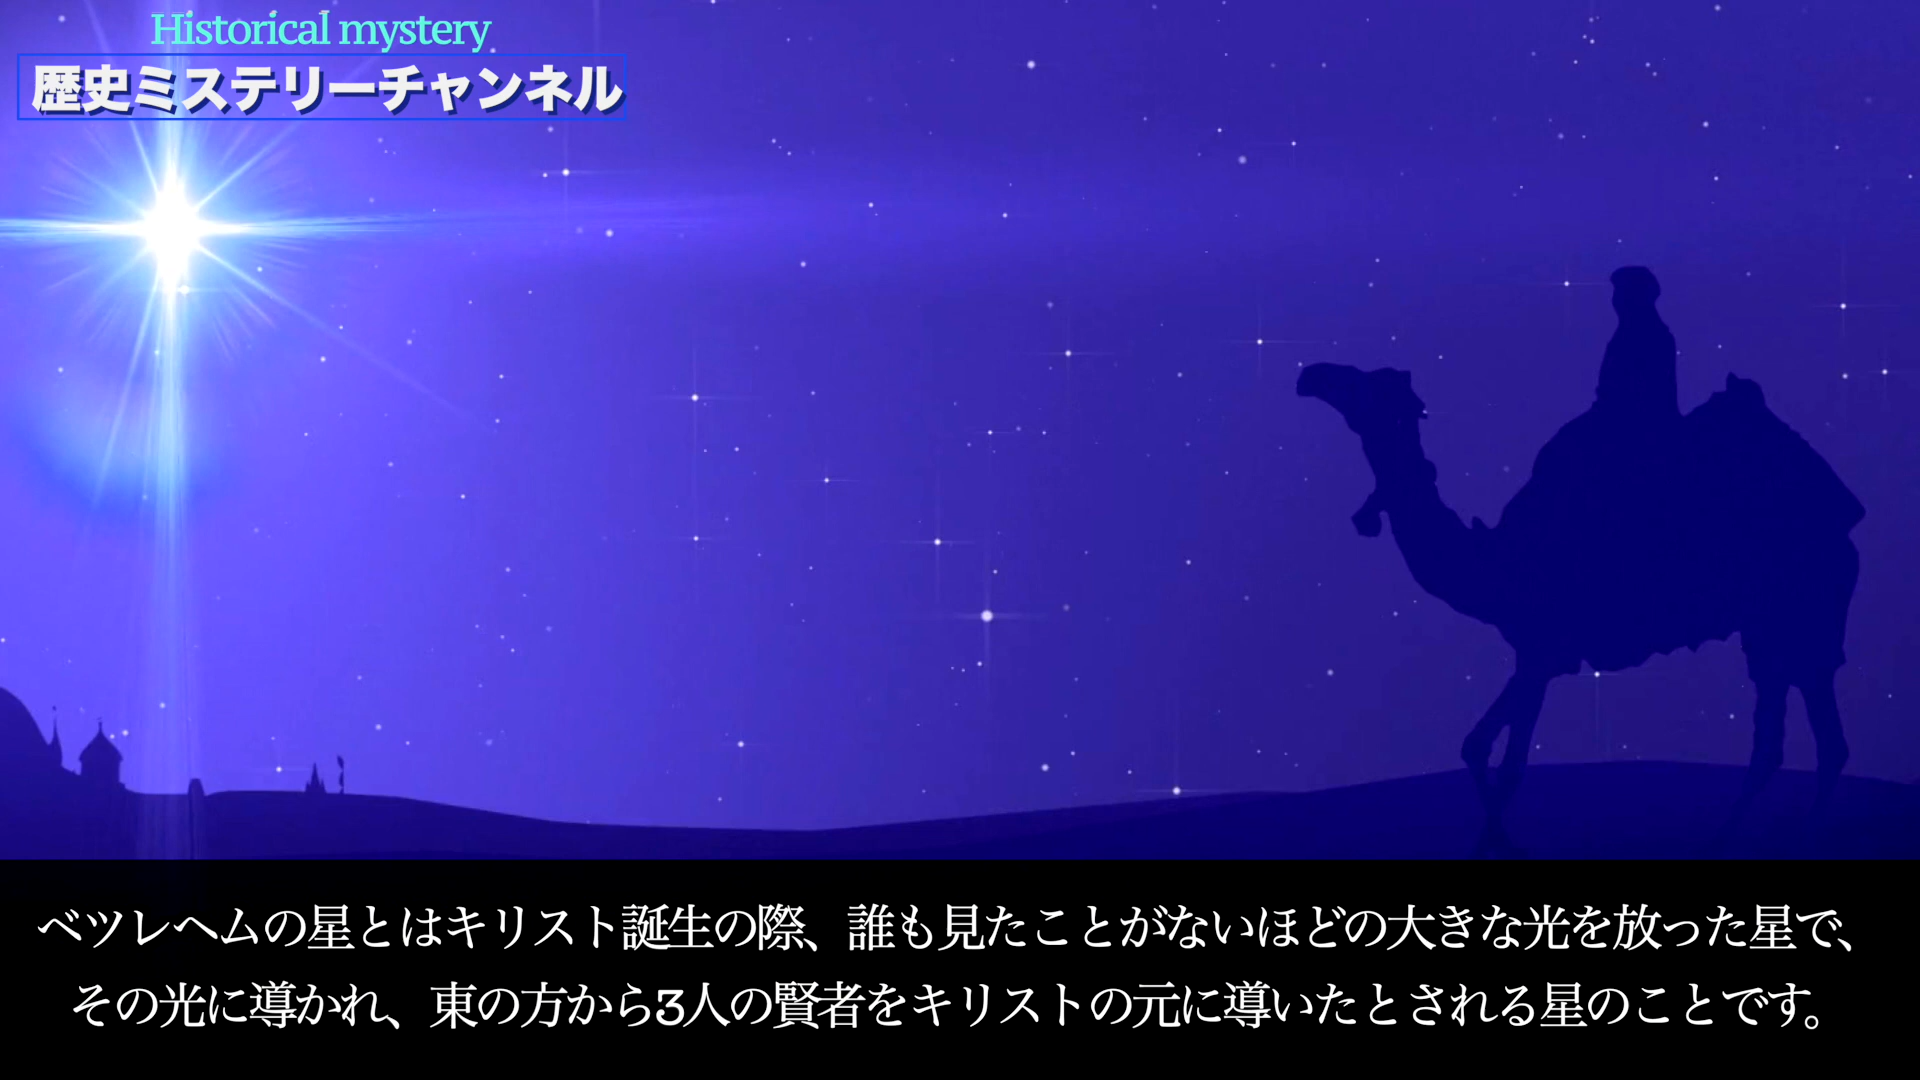 Historical mystery
歴史ミステリーチャンネル
ベツレヘムの星とはキリスト誕生の際、誰も見たことがないほどの大きな光を放った星で、
その光に導かれ、東の方から3人の賢者をキリストの元に導いたとされる星のことです。